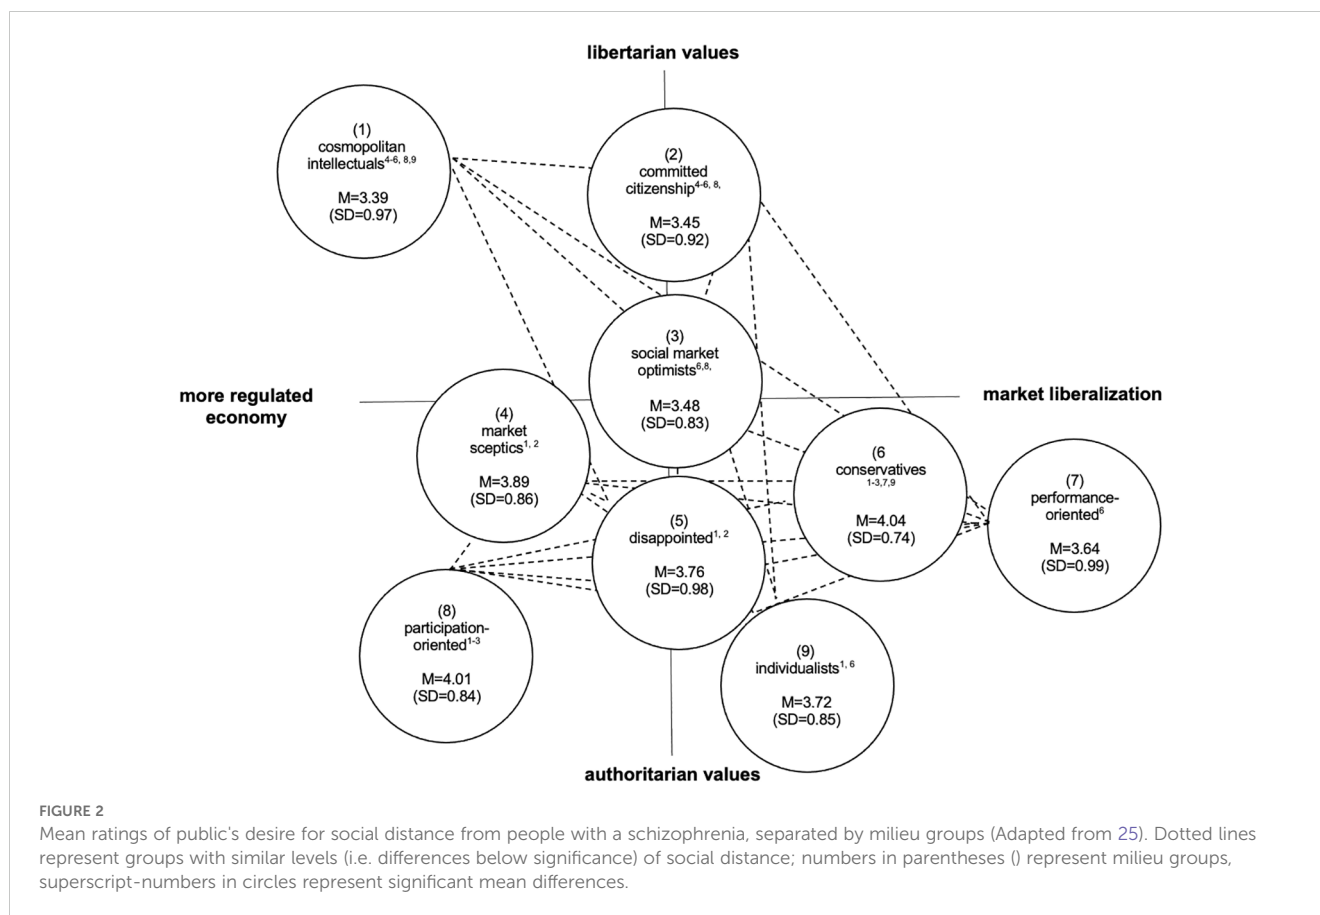 libertarian values
(1)
cosmopolitan
intellectuals4-6, 8,9
M=3.39
(SD=0.97)
(2)
committed
citizenship4-6, 8,
M=3.45
(SD=0.92)
(3)
social market
optimists6,8,
M=3.48
(SD=0.83)
more regulated
economy
market liberalization
(4)
market
sceptics1, 2
M=3.89
(SD=0.86)
(5)
disappointed1, 2
M=3.76
(SD=0.98)
(6
conservatives
1-3,7,9
M=4.04
(SD=0.74)
(7)
performance-
oriented6
M=3.64
(SD=0.99)
(8)
participation-
oriented1-3
M=4.01
(SD=0.84)
(9)
individualists1, 6
M=3.72
(SD=0.85)
authoritarian values
FIGURE 2
Mean ratings of public's desire for social distance from people with a schizophrenia, separated by milieu groups (Adapted from 25). Dotted lines
represent groups with similar levels (i.e. differences below significance) of social distance; numbers in parentheses () represent milieu groups,
superscript-numbers in circles represent significant mean differences.